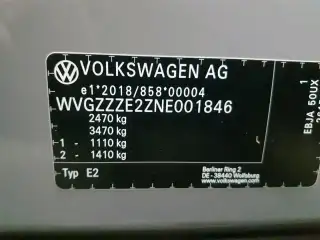 VOLKSWAGEN AG
e1*2018/858*00004
WVGZZZE2ZNE001846
2470 kg
3470 kg
1 - 1110 kg
2 - 1410 kg
Typ E2
Berliner Ring 2
DE - 38440 Wolfsburg
www.volkswagen.com
EBJA 50UX
1